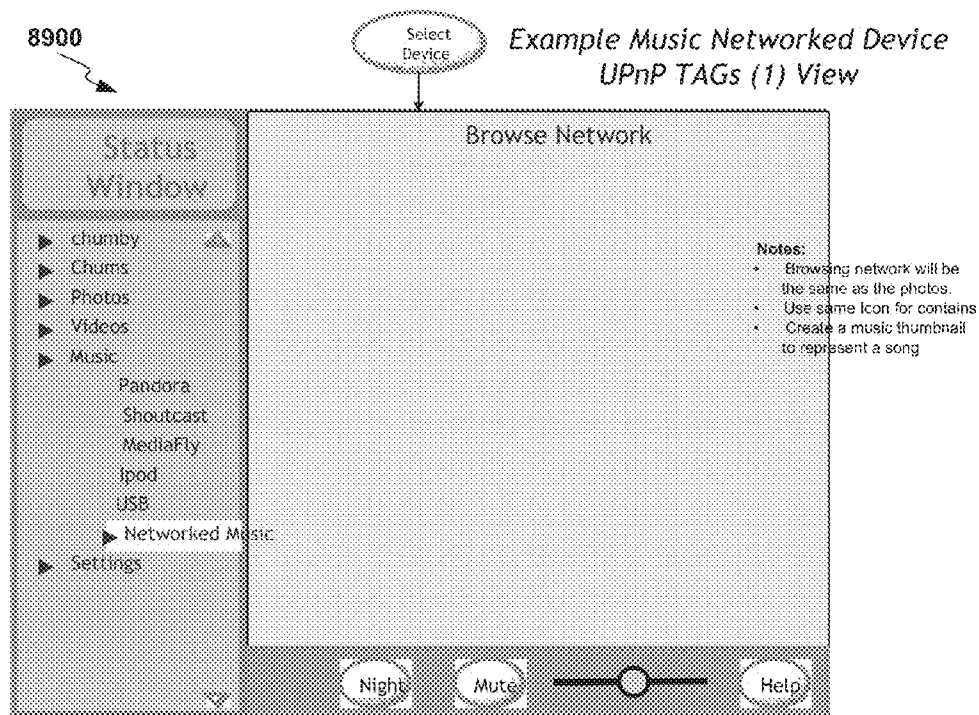 8900
Select
Device
Example Music Networked Device
UPnP TAGs (1) View
Status
Window
Browse Network
chumby
Chums
Photos
Videos
Music
Pandora
Shoutcast
MediaFly
Ipod
USB
Networked Music
Settings
Notes:
• Browsing network will be
the same as the photos.
• Use same Icon for contains
• Create a music thumbnail
to represent a song
Night
Mute
Help